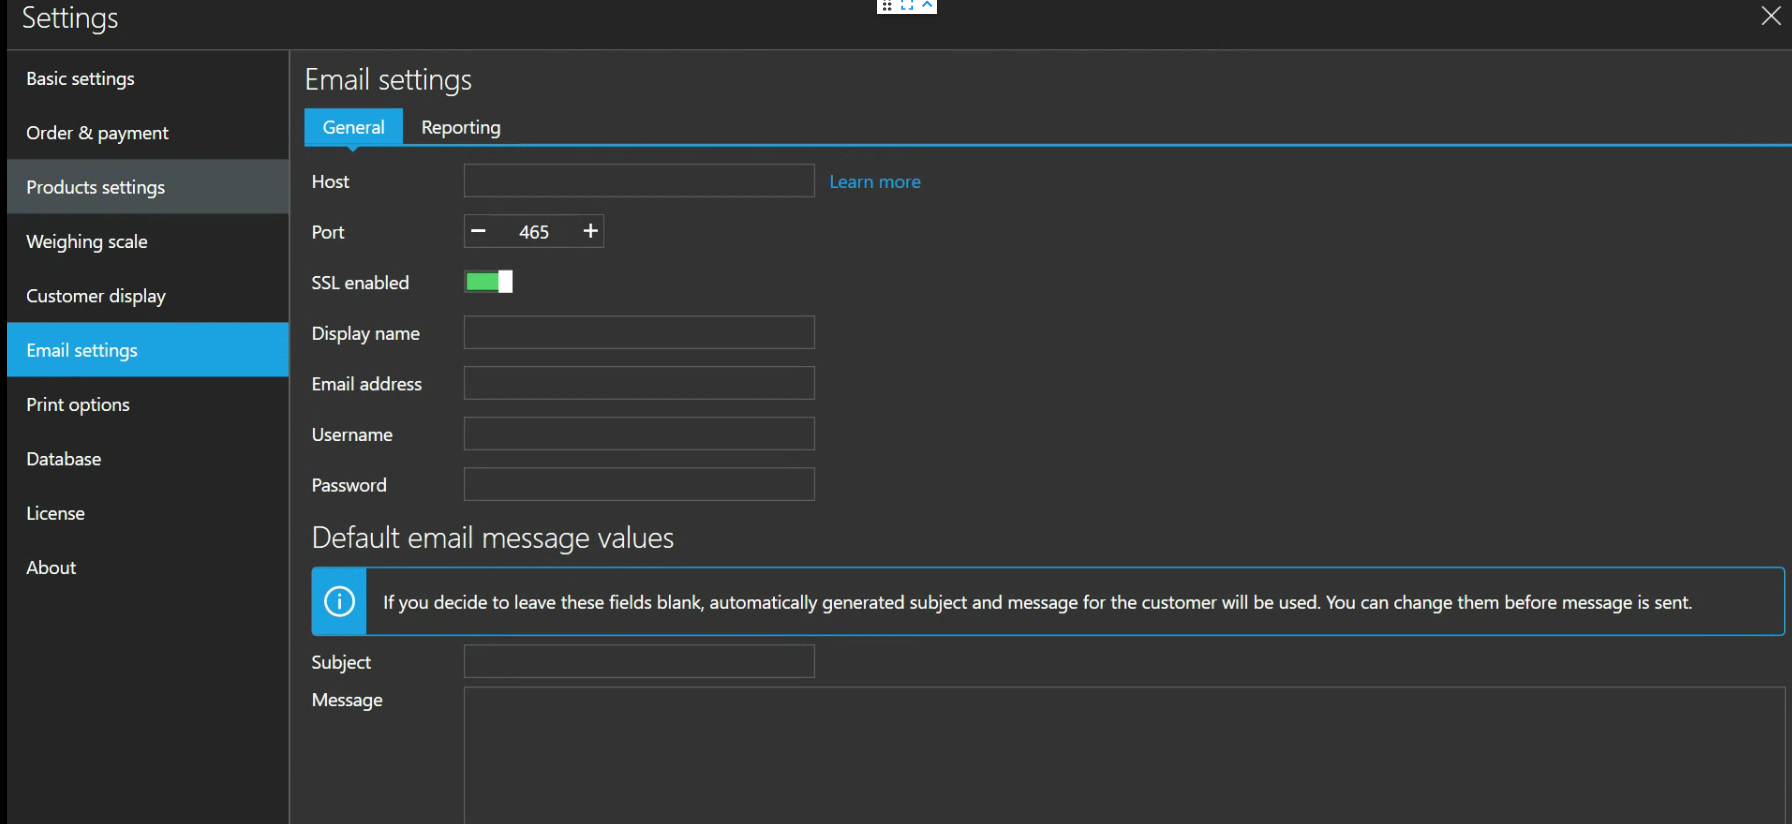 Settings
Basic settings
Order & payment
Products settings
Weighing scale
Customer display
Email settings
Print options
Database
License
About
Email settings
General Reporting
Host Learn more
Port − 465 +
SSL enabled
Display name
Email address
Username
Password
Default email message values
If you decide to leave these fields blank, automatically generated subject and message for the customer will be used. You can change them before message is sent.
Subject
Message